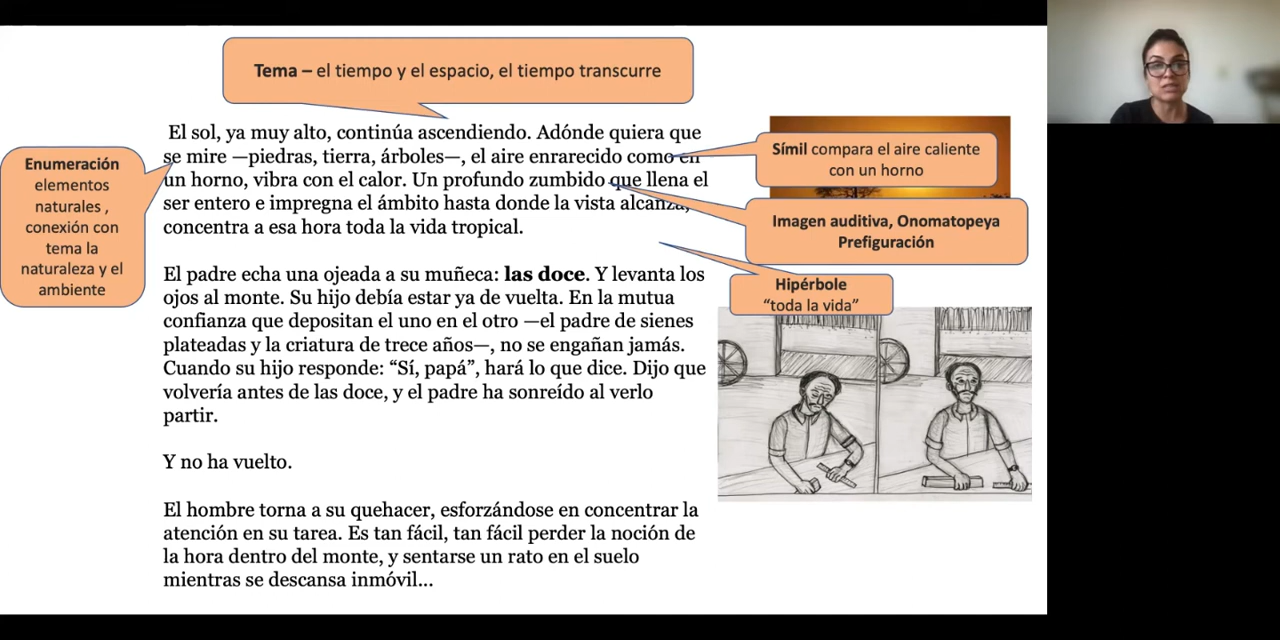 Tema – el tiempo y el espacio, el tiempo transcurre
El sol, ya muy alto, continúa ascendiendo. Adónde quiera que
se mire —piedras, tierra, árboles—, el aire enrarecido como en
un horno, vibra con el calor. Un profundo zumbido que llena el
ser entero e impregna el ámbito hasta donde la vista alcanza,
concentra a esa hora toda la vida tropical.
Enumeración
elementos
naturales ,
conexión con
tema la
naturaleza y el
ambiente
Símil compara el aire caliente
con un horno
Imagen auditiva, Onomatopeya
Prefiguración
Hipérbole
“toda la vida”
El padre echa una ojeada a su muñeca: las doce. Y levanta los
ojos al monte. Su hijo debía estar ya de vuelta. En la mutua
confianza que depositan el uno en el otro —el padre de sienes
plateadas y la criatura de trece años—, no se engañan jamás.
Cuando su hijo responde: “Sí, papá”, hará lo que dice. Dijo que
volvería antes de las doce, y el padre ha sonreído al verlo
partir.
Y no ha vuelto.
El hombre torna a su quehacer, esforzándose en concentrar la
atención en su tarea. Es tan fácil, tan fácil perder la noción de
la hora dentro del monte, y sentarse un rato en el suelo
mientras se descansa inmóvil...